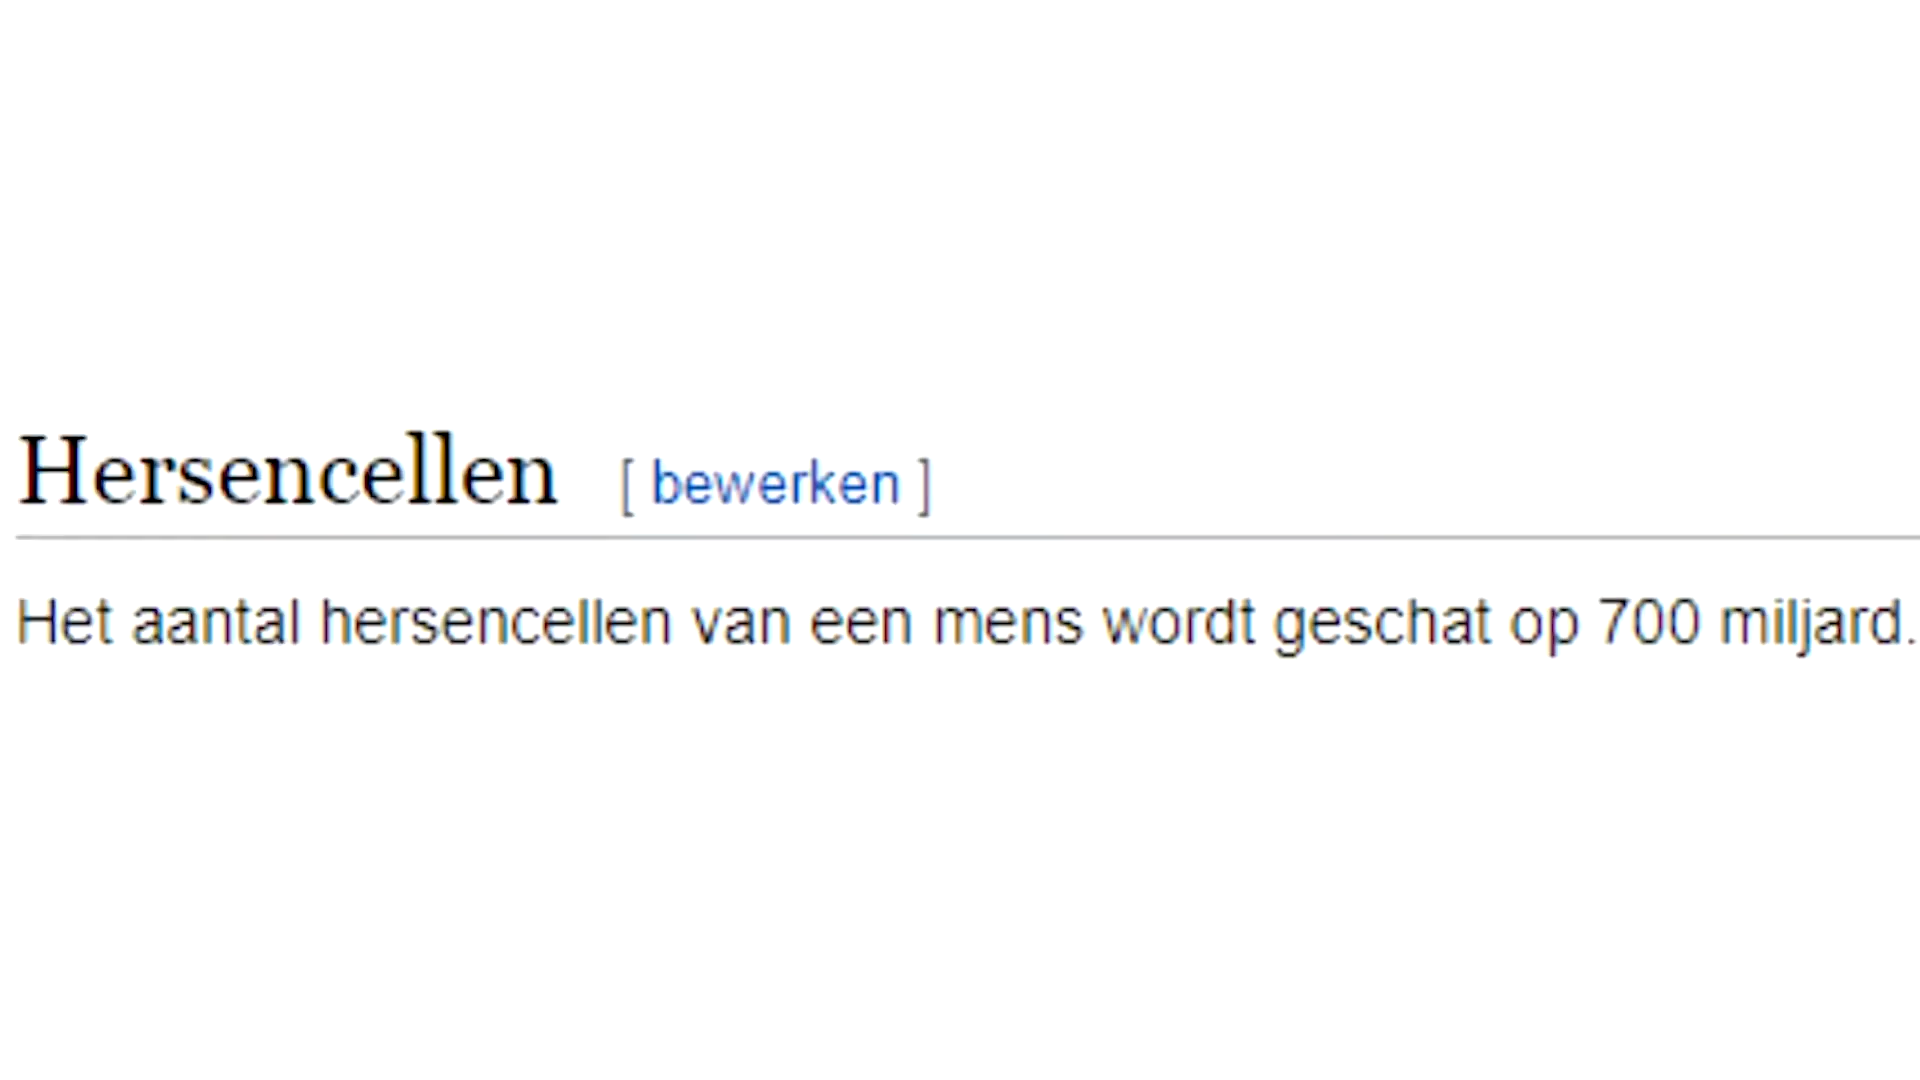 Hersencellen [ bewerken ]
Het aantal hersencellen van een mens wordt geschat op 700 miljard.